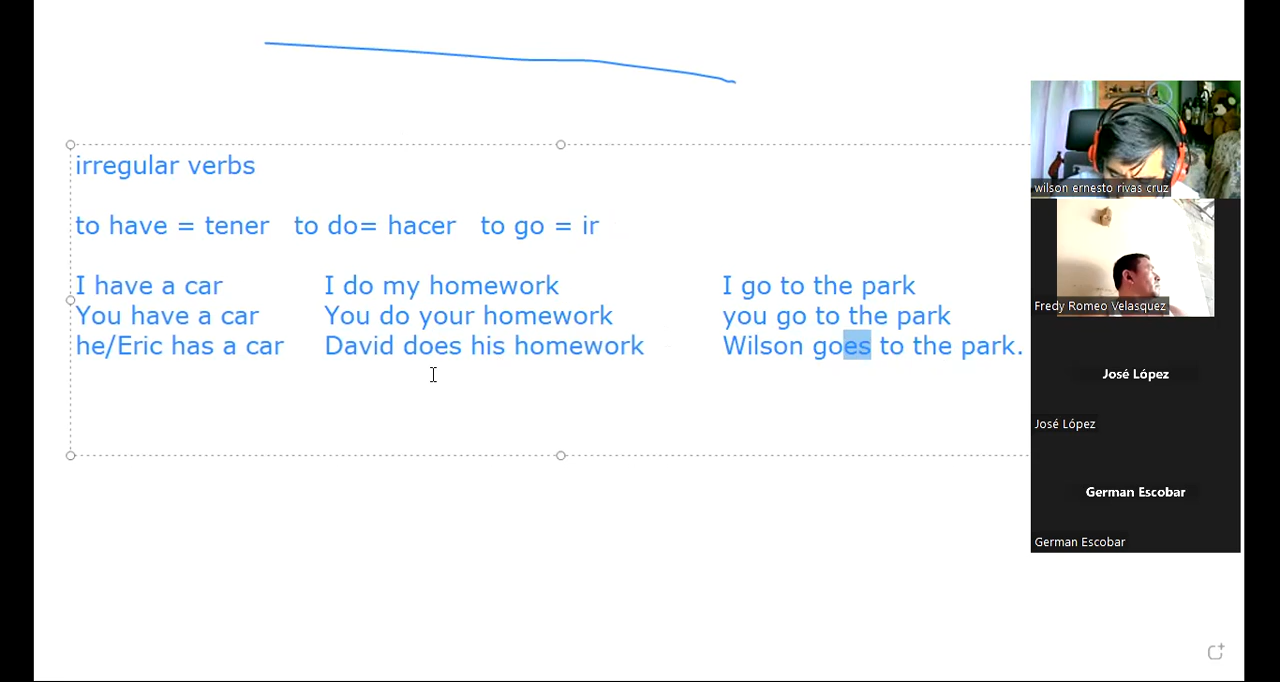 irregular verbs
to have = tener to do= hacer to go = ir
I have a car I do my homework I go to the park
You have a car You do your homework you go to the park
he/Eric has a car David does his homework Wilson goes to the park.
wilson ernesto rivas cruz
Fredy Romeo Velasquez
José López
José López
German Escobar
German Escobar